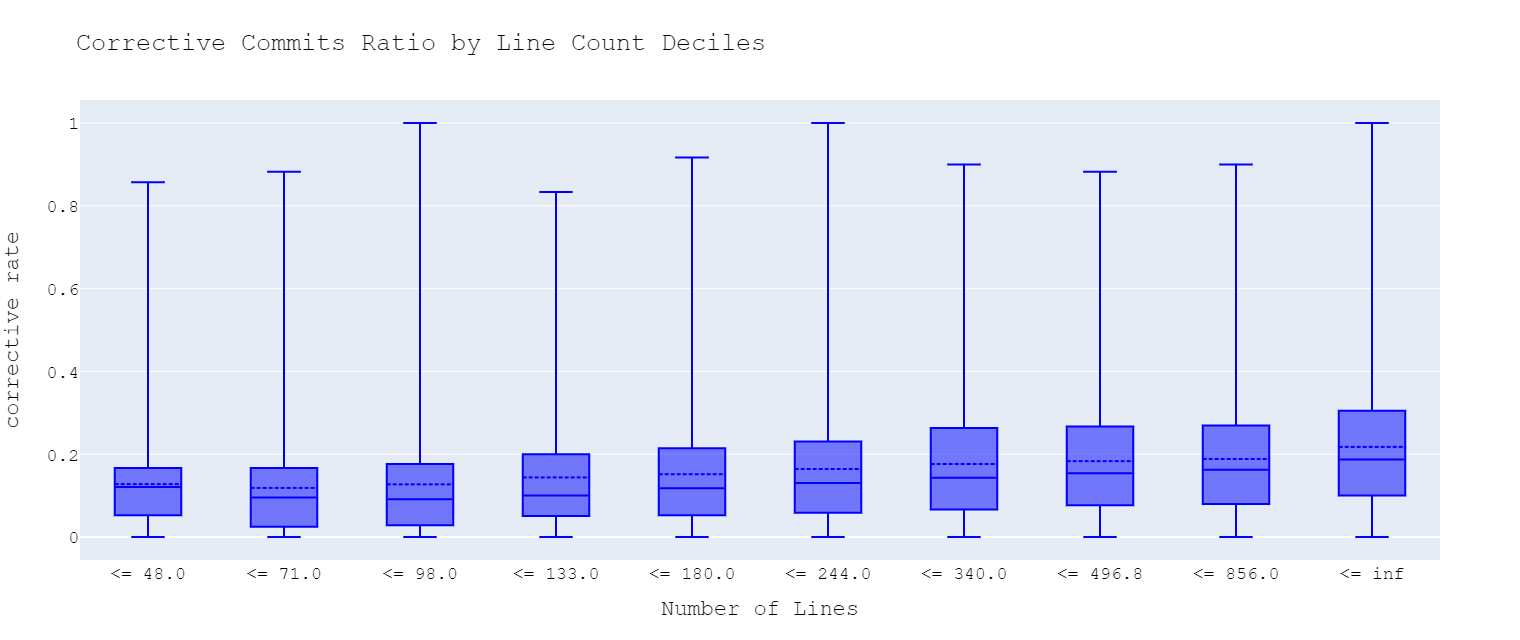 Corrective Commits Ratio by Line Count Deciles
corrective rate
1
0.8
0.6
0.4
0.2
0
<= 48.0 <= 71.0 <= 98.0 <= 133.0 <= 180.0 <= 244.0 <= 340.0 <= 496.8 <= 856.0 <= inf
Number of Lines